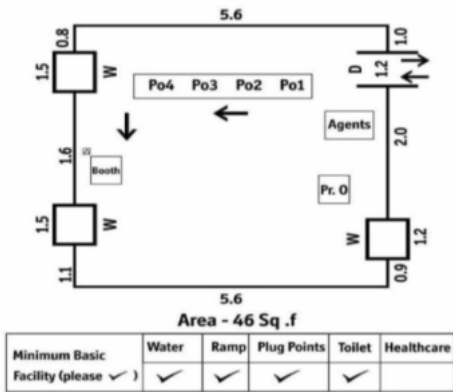 5.6
0.8
1.0
1.5
W
D
1.2
Po4 Po3 Po2 Po1
Agents
2.0
1.6
Booth
Pr. O
1.5
W
W
1.2
1.1
0.9
5.6
Area - 46 Sq .f
Minimum Basic Facility (please ✓ )
Water
Ramp
Plug Points
Toilet
Healthcare
✓
✓
✓
✓